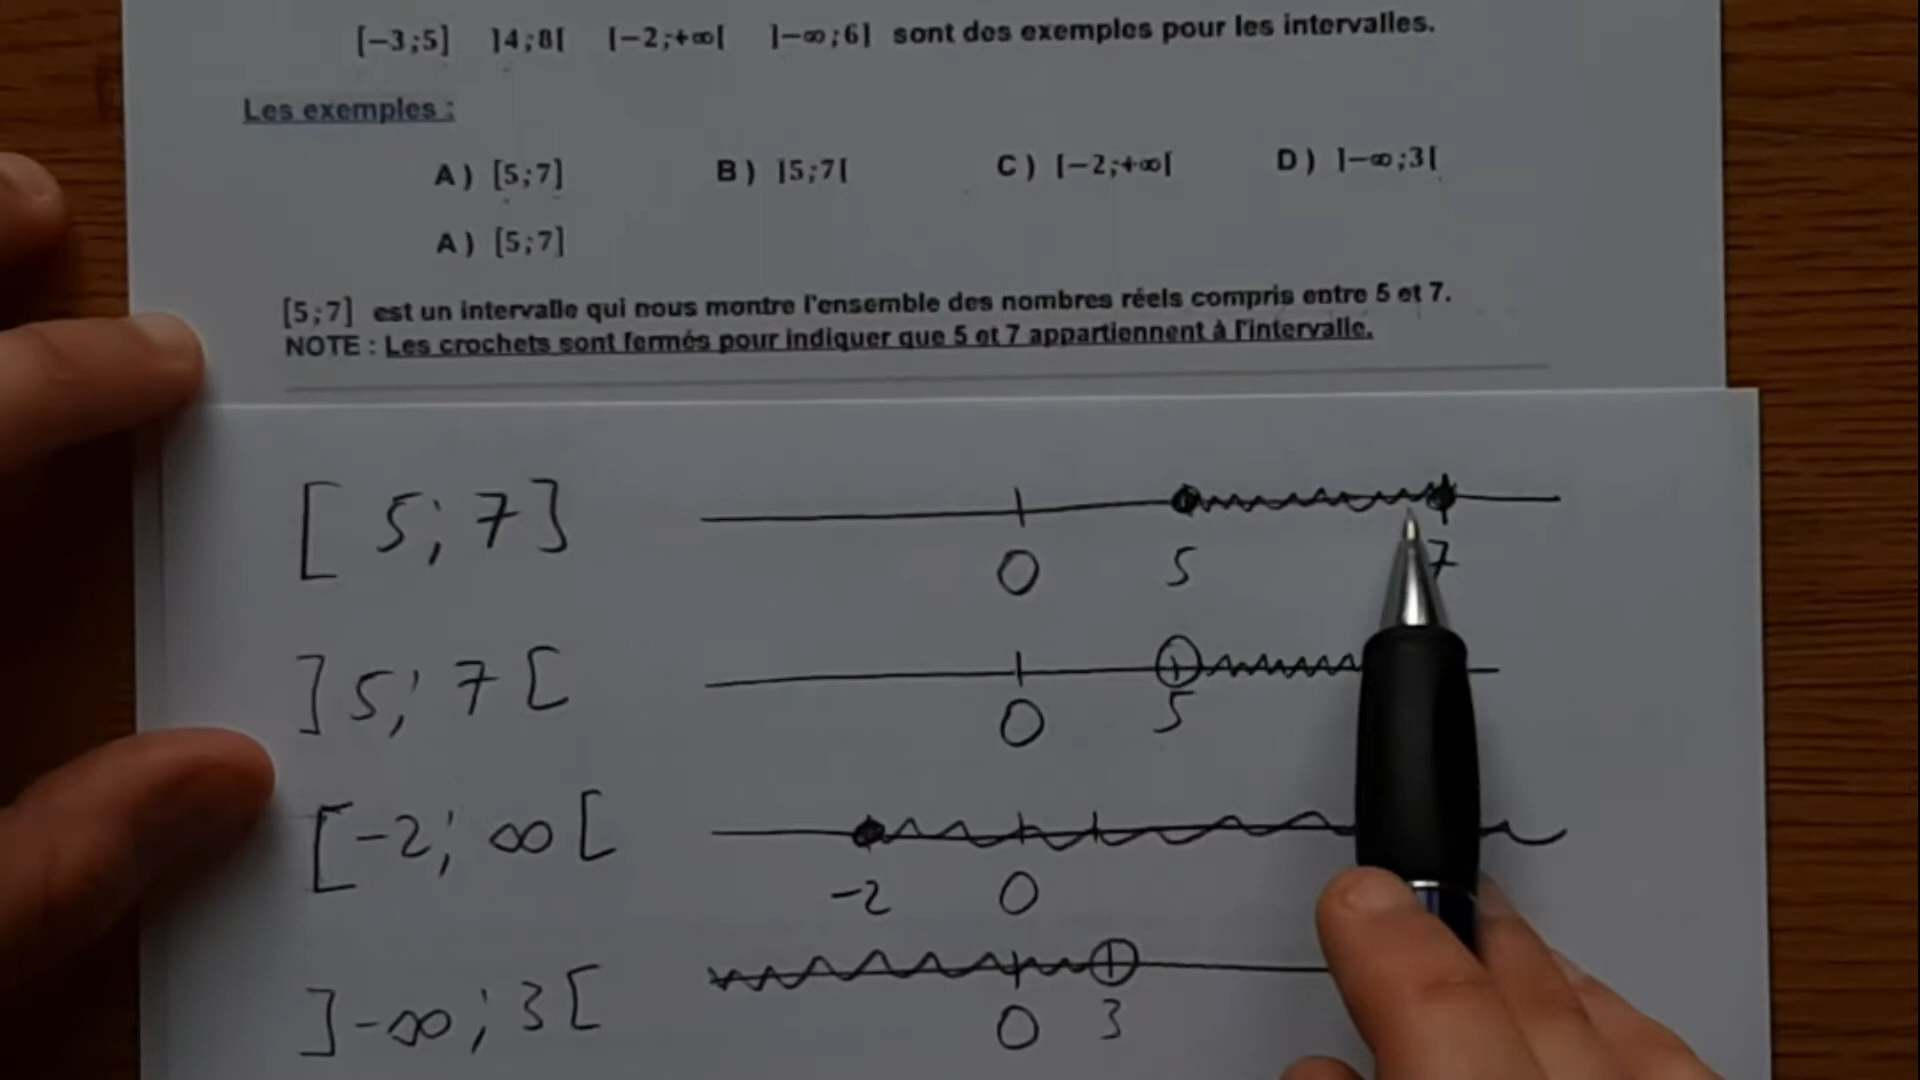 [−3;5] ]4;8[ [−2;+∞[ ]−∞;6] sont des exemples pour les intervalles.
Les exemples :
A) [5;7] B) ]5;7[ C) [−2;+∞[ D) ]−∞;3[
A) [5;7]
[5;7] est un intervalle qui nous montre l'ensemble des nombres réels compris entre 5 et 7.
NOTE : Les crochets sont fermés pour indiquer que 5 et 7 appartiennent à l'intervalle.
[5;7]
0 5 7
]5;7[
0 5
[-2;∞[
-2 0
]-∞;3[
0 3